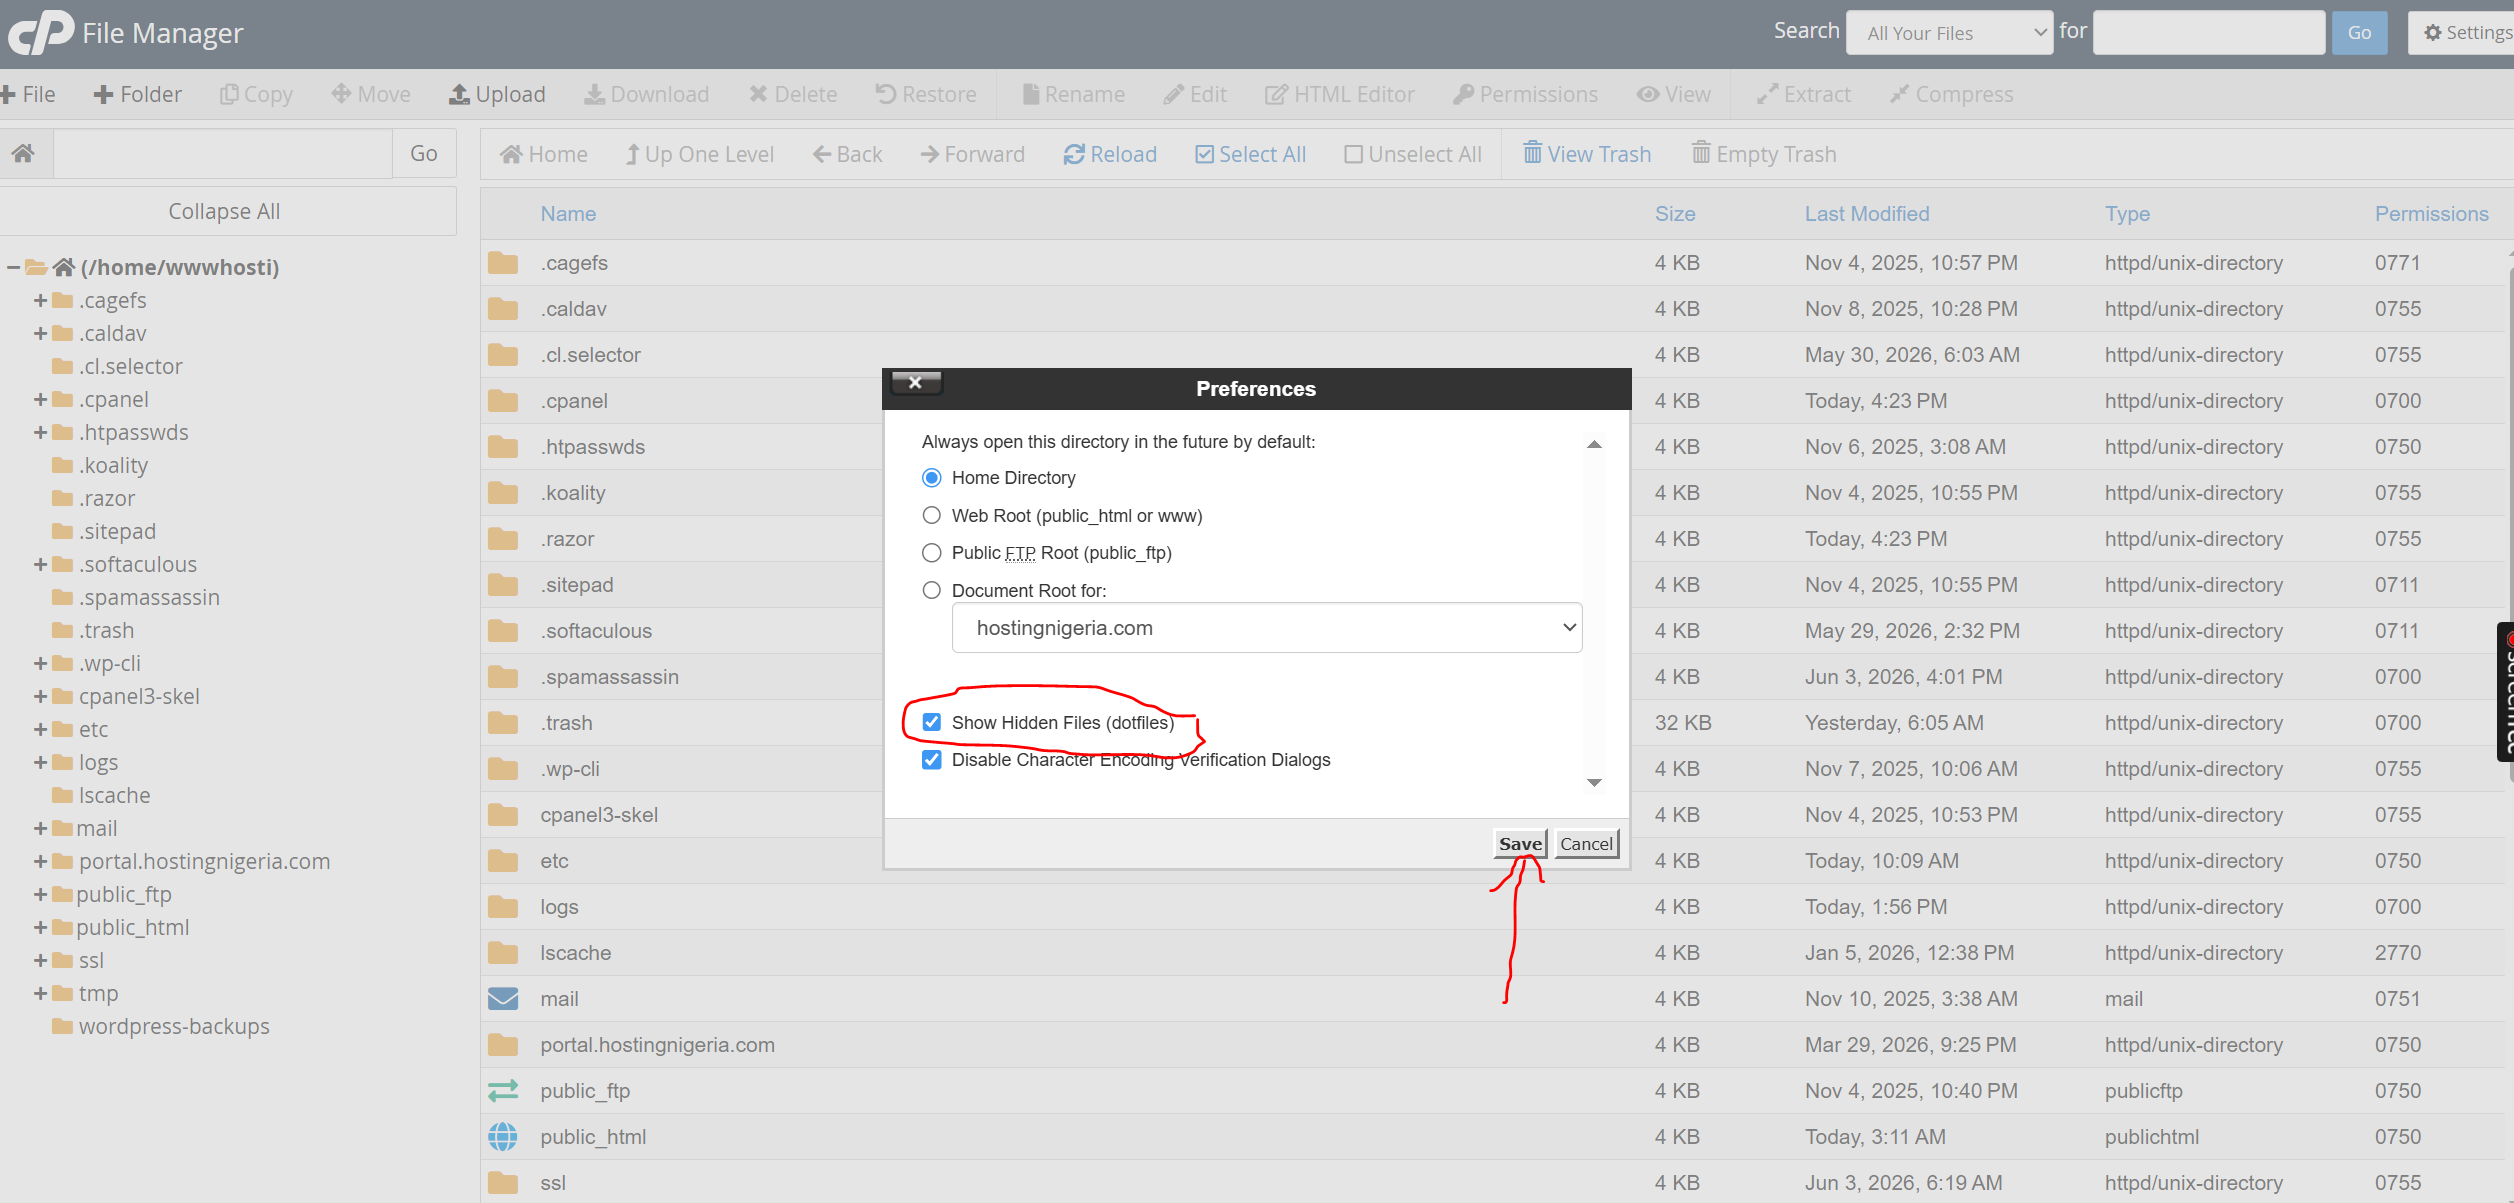 cP File Manager
Search All Your Files for Go Settings
File Folder Copy Move Upload Download Delete Restore Rename Edit HTML Editor Permissions View Extract Compress
Go
Home Up One Level Back Forward Reload Select All Unselect All View Trash Empty Trash
Collapse All
(/home/wwwhosti)
.cagefs
.caldav
.cl.selector
.cpanel
.htpasswds
.koality
.razor
.sitepad
.softaculous
.spamassassin
.trash
.wp-cli
cpanel3-skel
etc
logs
lscache
mail
portal.hostingnigeria.com
public_ftp
public_html
ssl
tmp
wordpress-backups
Name Size Last Modified Type Permissions
.cagefs 4 KB Nov 4, 2025, 10:57 PM httpd/unix-directory 0771
.caldav 4 KB Nov 8, 2025, 10:28 PM httpd/unix-directory 0755
.cl.selector 4 KB May 30, 2026, 6:03 AM httpd/unix-directory 0755
.cpanel 4 KB Today, 4:23 PM httpd/unix-directory 0700
.htpasswds 4 KB Nov 6, 2025, 3:08 AM httpd/unix-directory 0750
.koality 4 KB Nov 4, 2025, 10:55 PM httpd/unix-directory 0755
.razor 4 KB Today, 4:23 PM httpd/unix-directory 0755
.sitepad 4 KB Nov 4, 2025, 10:55 PM httpd/unix-directory 0711
.softaculous 4 KB May 29, 2026, 2:32 PM httpd/unix-directory 0711
.spamassassin 4 KB Jun 3, 2026, 4:01 PM httpd/unix-directory 0700
.trash 32 KB Yesterday, 6:05 AM httpd/unix-directory 0700
.wp-cli 4 KB Nov 7, 2025, 10:06 AM httpd/unix-directory 0755
cpanel3-skel 4 KB Nov 4, 2025, 10:53 PM httpd/unix-directory 0755
etc 4 KB Today, 10:09 AM httpd/unix-directory 0750
logs 4 KB Today, 1:56 PM httpd/unix-directory 0700
lscache 4 KB Jan 5, 2026, 12:38 PM httpd/unix-directory 2770
mail 4 KB Nov 10, 2025, 3:38 AM mail 0751
portal.hostingnigeria.com 4 KB Mar 29, 2026, 9:25 PM httpd/unix-directory 0750
public_ftp 4 KB Nov 4, 2025, 10:40 PM publicftp 0750
public_html 4 KB Today, 3:11 AM publichtml 0750
ssl 4 KB Jun 3, 2026, 6:19 AM httpd/unix-directory 0755
Preferences
Always open this directory in the future by default:
Home Directory
Web Root (public_html or www)
Public FTP Root (public_ftp)
Document Root for:
hostingnigeria.com
Show Hidden Files (dotfiles)
Disable Character Encoding Verification Dialogs
Save Cancel